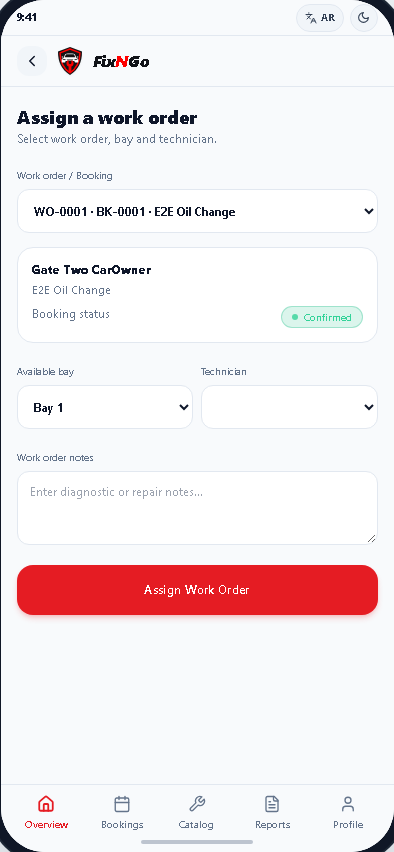 9:41
AR
FixNGo
Assign a work order
Select work order, bay and technician.
Work order / Booking
WO-0001 · BK-0001 · E2E Oil Change
Gate Two CarOwner
E2E Oil Change
Booking status
Confirmed
Available bay
Technician
Bay 1
Work order notes
Enter diagnostic or repair notes...
Assign Work Order
Overview
Bookings
Catalog
Reports
Profile